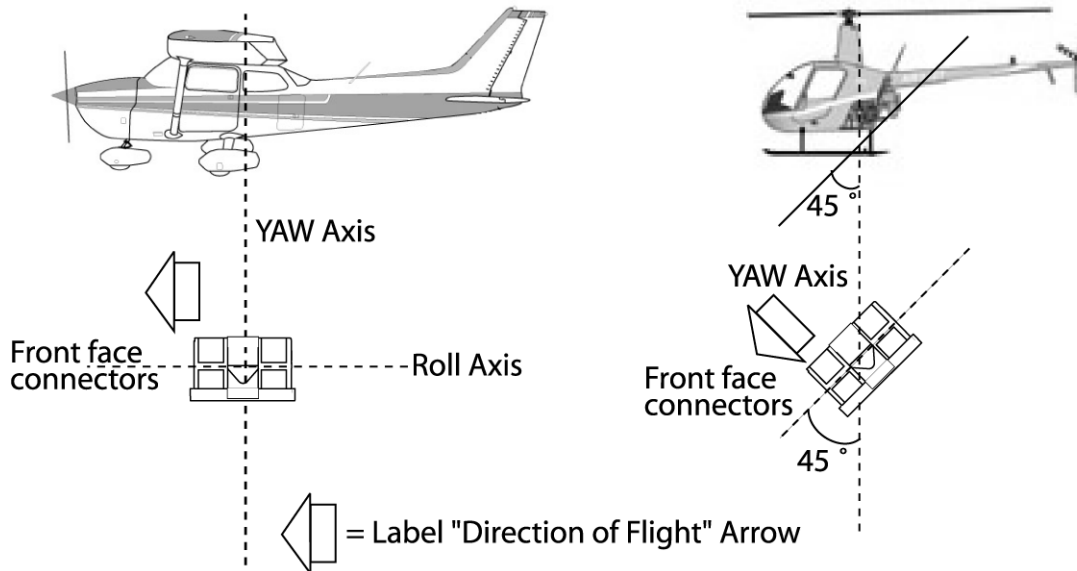 YAW Axis
Front face
connectors
Roll Axis
= Label "Direction of Flight" Arrow
45 °
YAW Axis
Front face
connectors
45 °